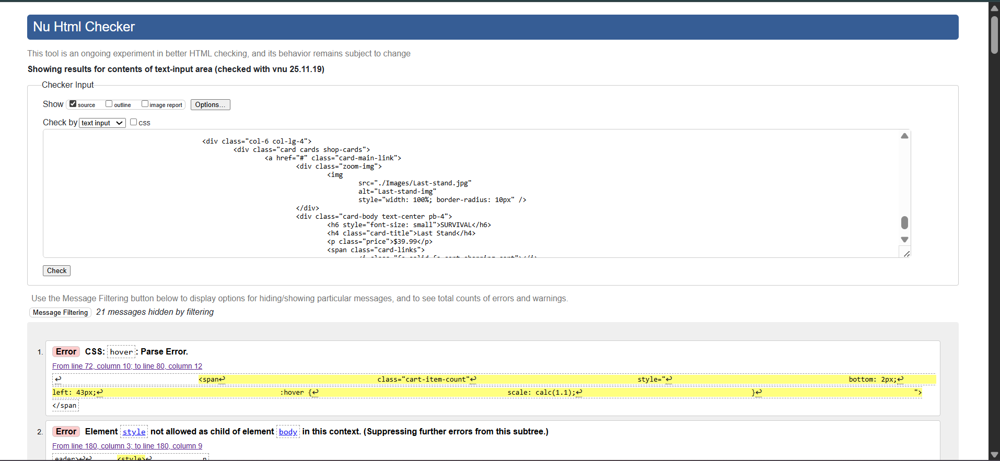 Nu Html Checker
This tool is an ongoing experiment in better HTML checking, and its behavior remains subject to change
Showing results for contents of text-input area (checked with vnu 25.11.19)
Checker Input
Show source outline image report Options...
Check by text input css
<div class="col-6 col-lg-4">
<div class="card cards shop-cards">
<a href="#" class="card-main-link">
<div class="zoom-img">
<img
src="./Images/Last-stand.jpg"
alt="Last-stand-img"
style="width: 100%; border-radius: 10px" />
</div>
<div class="card-body text-center pb-4">
<h6 style="font-size: small">SURVIVAL</h6>
<h4 class="card-title">Last Stand</h4>
<p class="price">$39.99</p>
<span class="card-links">
Check
Use the Message Filtering button below to display options for hiding/showing particular messages, and to see total counts of errors and warnings.
Message Filtering 21 messages hidden by filtering
1. Error CSS: hover: Parse Error.
From line 72, column 10; to line 80, column 12
↩ <span↩ class="cart-item-count"↩ style="↩ bottom: 2px;↩
left: 43px;↩ :hover {↩ scale: calc(1.1);↩ }↩ ">
</span
2. Error Element style not allowed as child of element body in this context. (Suppressing further errors from this subtree.)
From line 180, column 3; to line 180, column 9
eader>↩↩ <style>↩